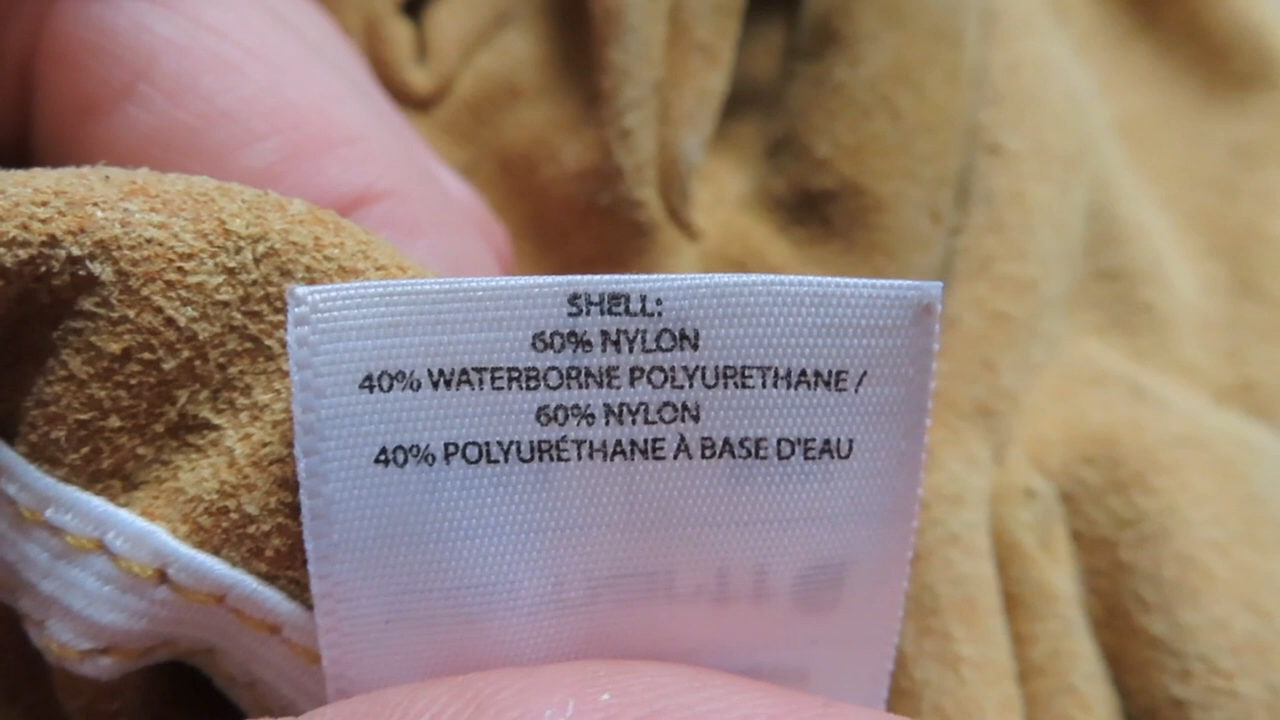 SHELL:
60% NYLON
40% WATERBORNE POLYURETHANE /
60% NYLON
40% POLYURÉTHANE À BASE D'EAU